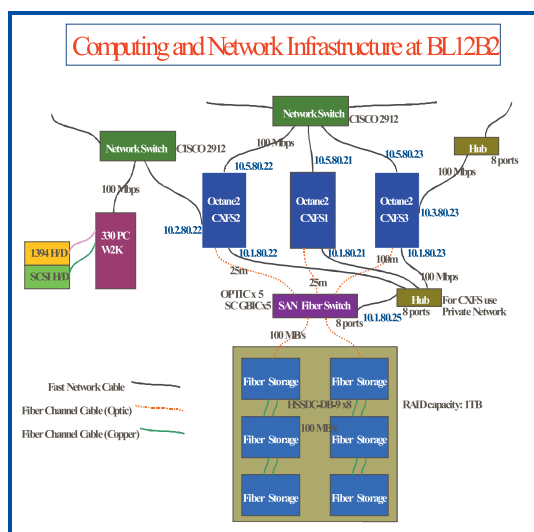 Computing and Network Infrastructure at BL12B2
Network Switch
CISCO 2912
Network Switch
CISCO 2912
100 Mbps
10.5.80.22
10.5.80.21
10.5.80.23
Hub
8 ports
100 Mbps
100 Mbps
Octane2
CXFS2
Octane2
CXFS1
Octane2
CXFS3
10.2.80.22
10.3.80.23
330 PC
W2K
1394 H/D
SCSI H/D
10.1.80.22
10.1.80.21
10.1.80.23
25m
25m
100m
100 Mbps
OPTIC x 5
SC GBIC x5
SAN Fiber Switch
8 ports
10.1.80.25
Hub
8 ports
For CXFS use
Private Network
100 MB/s
Fiber Storage
Fiber Storage
HSSDC-DB-9 x8
RAID capacity: 1TB
100 MB/s
Fiber Storage
Fiber Storage
Fiber Storage
Fiber Storage
Fast Network Cable
Fiber Channel Cable (Optic)
Fiber Channel Cable (Copper)